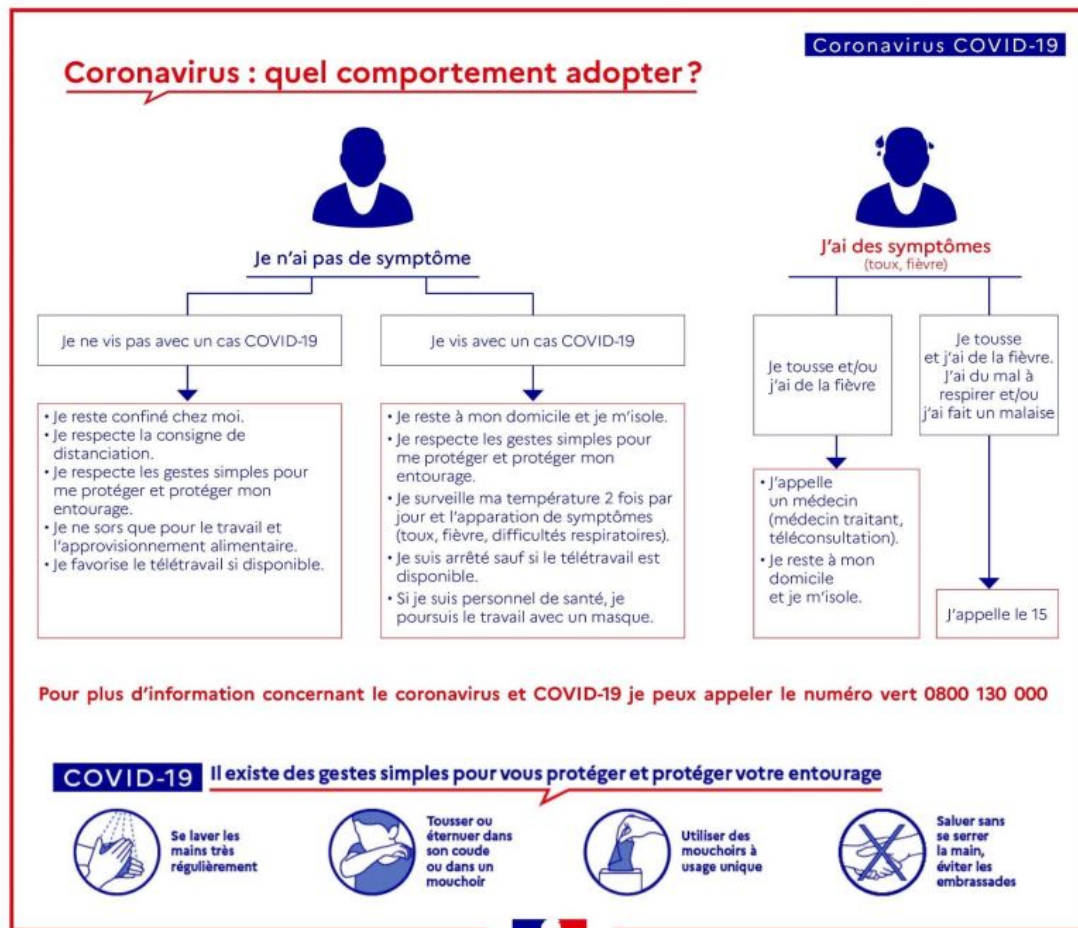 Coronavirus COVID-19
Coronavirus : quel comportement adopter ?
Je n'ai pas de symptôme
J'ai des symptômes
(toux, fièvre)
Je ne vis pas avec un cas COVID-19
Je vis avec un cas COVID-19
Je tousse et/ou
j'ai de la fièvre
Je tousse
et j'ai de la fièvre.
J'ai du mal à
respirer et/ou
j'ai fait un malaise
• Je reste confiné chez moi.
• Je respecte la consigne de
distanciation.
• Je respecte les gestes simples pour
me protéger et protéger mon
entourage.
• Je ne sors que pour le travail et
l'approvisionnement alimentaire.
• Je favorise le télétravail si disponible.
• Je reste à mon domicile et je m'isole.
• Je respecte les gestes simples pour
me protéger et protéger mon
entourage.
• Je surveille ma température 2 fois par
jour et l'apparation de symptômes
(toux, fièvre, difficultés respiratoires).
• Je suis arrêté sauf si le télétravail est
disponible.
• Si je suis personnel de santé, je
poursuis le travail avec un masque.
• J'appelle
un médecin
(médecin traitant,
téléconsultation).
• Je reste à mon
domicile
et je m'isole.
J'appelle le 15
Pour plus d'information concernant le coronavirus et COVID-19 je peux appeler le numéro vert 0800 130 000
COVID-19 Il existe des gestes simples pour vous protéger et protéger votre entourage
Se laver les
mains très
régulièrement
Tousser ou
éternuer dans
son coude
ou dans un
mouchoir
Utiliser des
mouchoirs à
usage unique
Saluer sans
se serrer
la main,
éviter les
embrassades